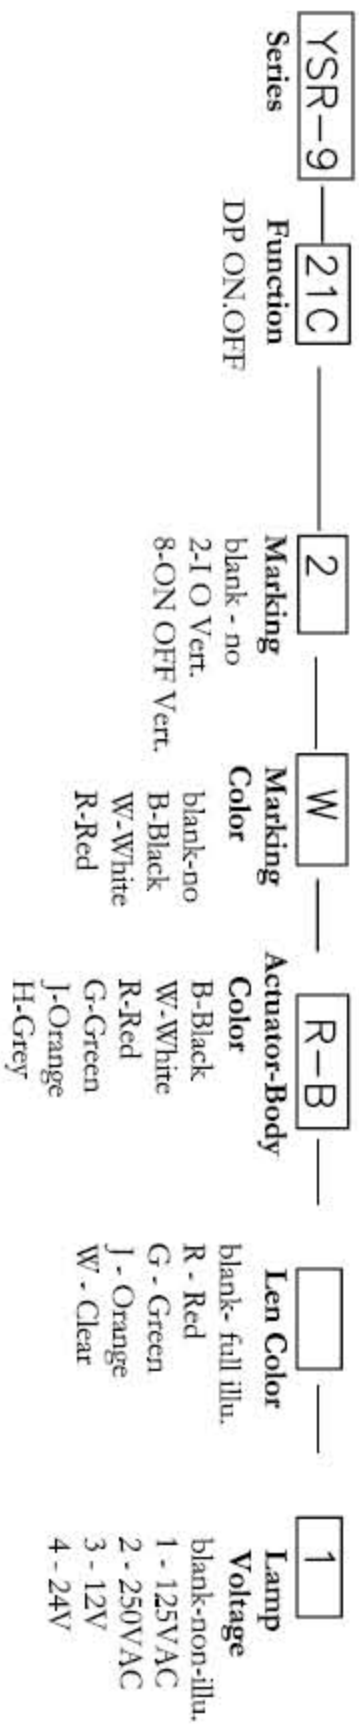 YSR-9 21C 2 W R-B 1
Series
Function
DP ON.OFF
Marking
blank - no
2-I O Vert.
8-ON OFF Vert.
Marking
Color
blank-no
B-Black
W-White
R-Red
Actuator-Body
Color
B-Black
W-White
R-Red
G-Green
J-Orange
H-Grey
Len Color
blank- full illu.
R - Red
G - Green
J - Orange
W - Clear
Lamp
Voltage
blank-non-illu.
1 - 125VAC
2 - 250VAC
3 - 12V
4 - 24V